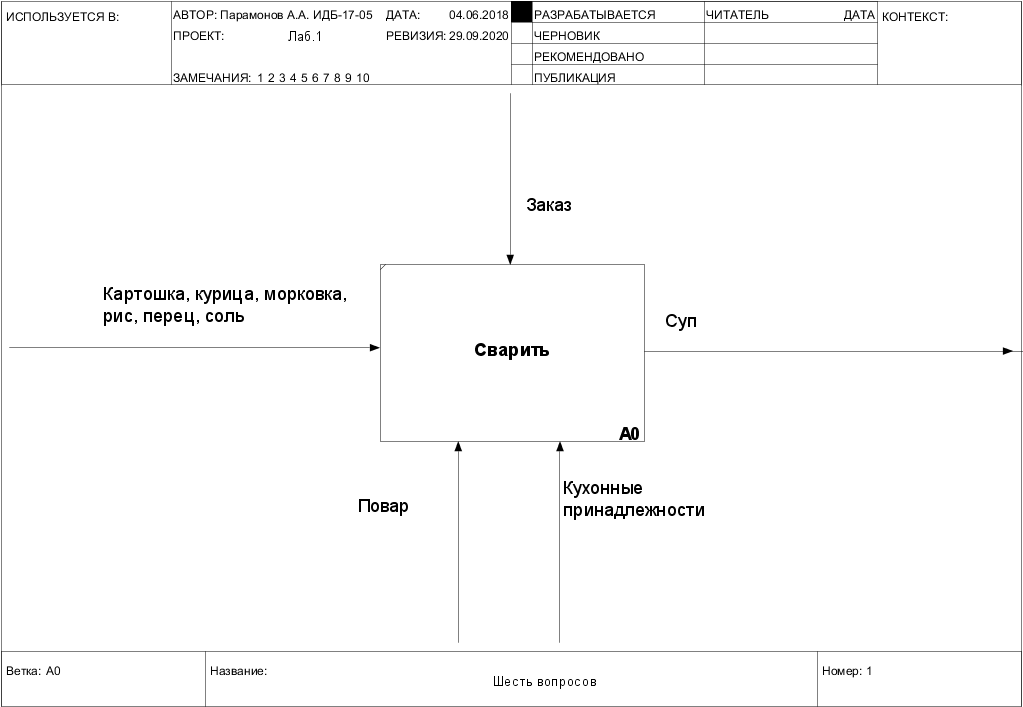 ИСПОЛЬЗУЕТСЯ В:
АВТОР: Парамонов А.А. ИДБ-17-05 ДАТА: 04.06.2018
РАЗРАБАТЫВАЕТСЯ
ЧИТАТЕЛЬ ДАТА
КОНТЕКСТ:
ПРОЕКТ: Лаб.1 РЕВИЗИЯ: 29.09.2020
ЧЕРНОВИК
РЕКОМЕНДОВАНО
ЗАМЕЧАНИЯ: 1 2 3 4 5 6 7 8 9 10
ПУБЛИКАЦИЯ
Заказ
Картошка, курица, морковка,
рис, перец, соль
Суп
Сварить
A0
Повар
Кухонные
принадлежности
Ветка: A0
Название:
Шесть вопросов
Номер: 1